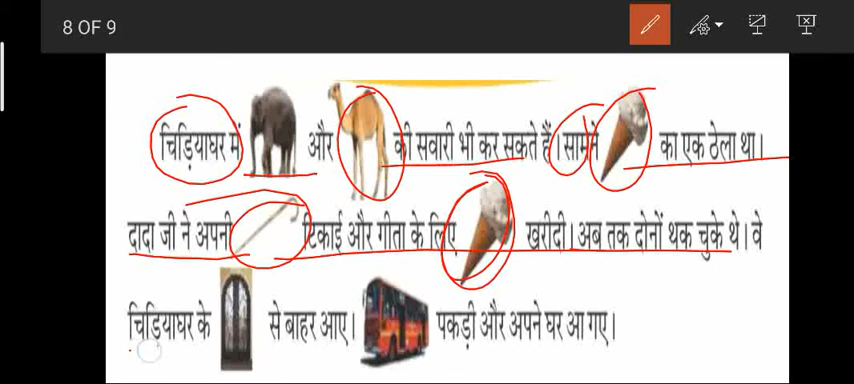 8 OF 9
चिड़ियाघर में और की सवारी भी कर सकते हैं। सामने का एक ठेला था।
दादा जी ने अपनी टिकाई और गीता के लिए खरीदी। अब तक दोनों थक चुके थे। वे
चिड़ियाघर के से बाहर आए। पकड़ी और अपने घर आ गए।